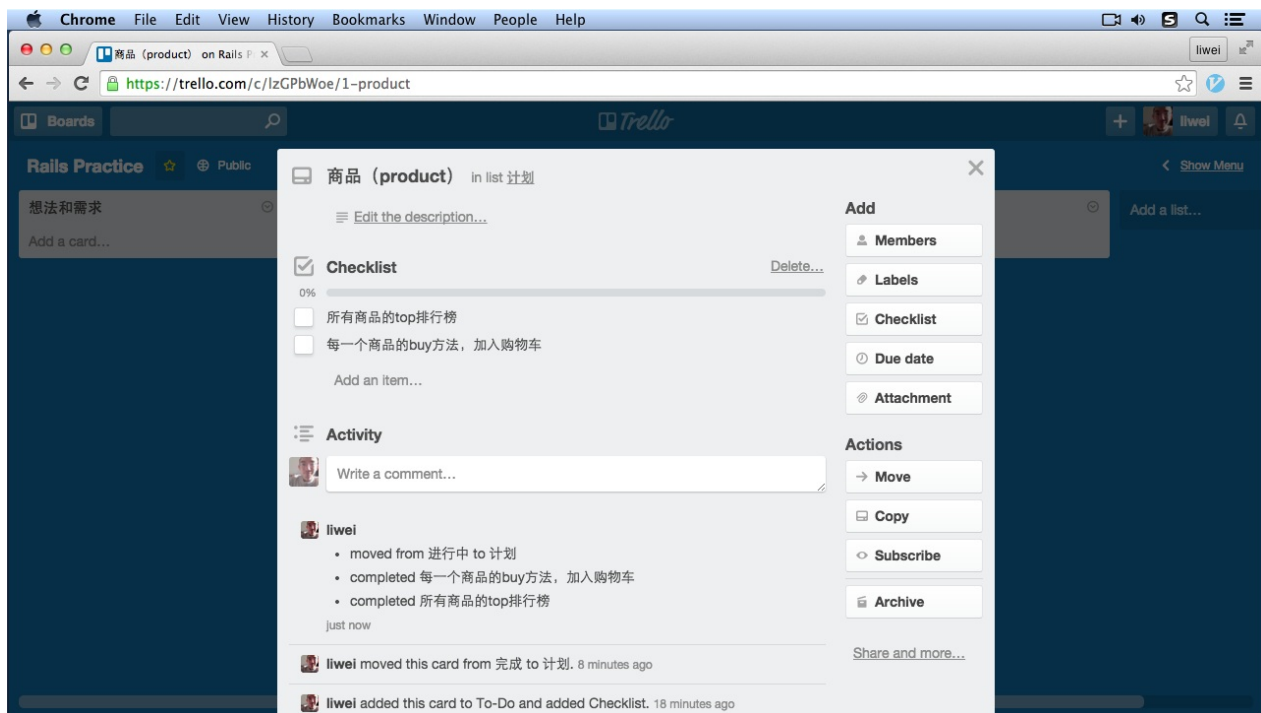 Chrome File Edit View History Bookmarks Window People Help
商品（product） on Rails P
liwei
https://trello.com/c/lzGPbWoe/1-product
Boards
Trello
liwei
Rails Practice
Public
Show Menu
想法和需求
Add a card...
Add a list...
商品（product） in list 计划
Edit the description...
Checklist
Delete...
0%
所有商品的top排行榜
每一个商品的buy方法，加入购物车
Add an item...
Activity
Write a comment...
liwei
• moved from 进行中 to 计划
• completed 每一个商品的buy方法，加入购物车
• completed 所有商品的top排行榜
just now
liwei moved this card from 完成 to 计划. 8 minutes ago
liwei added this card to To-Do and added Checklist. 18 minutes ago
Add
Members
Labels
Checklist
Due date
Attachment
Actions
Move
Copy
Subscribe
Archive
Share and more...